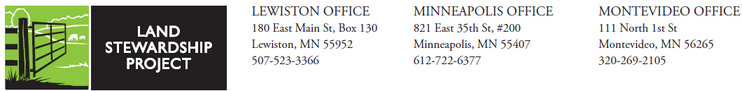 LAND
STEWARDSHIP
PROJECT
LEWISTON OFFICE
180 East Main St, Box 130
Lewiston, MN 55952
507-523-3366
MINNEAPOLIS OFFICE
821 East 35th St, #200
Minneapolis, MN 55407
612-722-6377
MONTEVIDEO OFFICE
111 North 1st St
Montevideo, MN 56265
320-269-2105